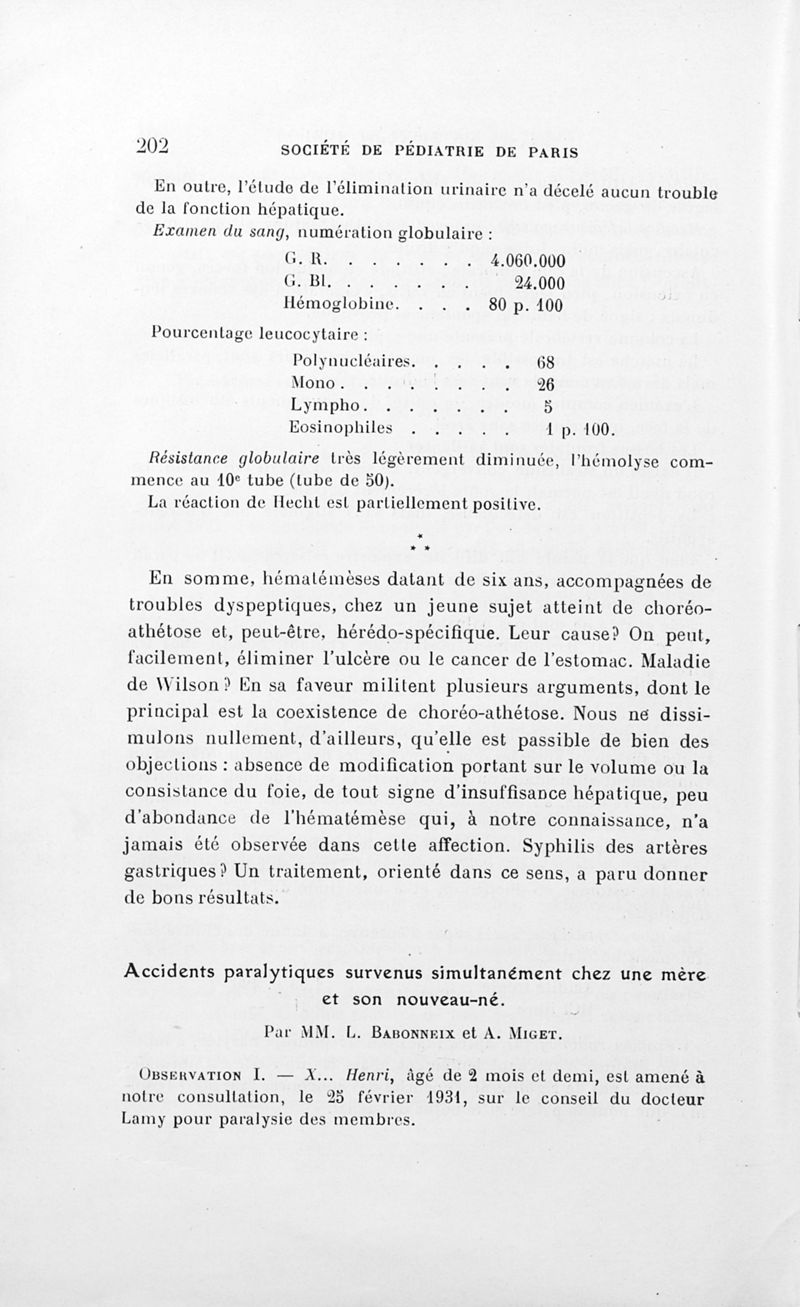 202
SOCIÉTÉ DE PÉDIATRIE DE PARIS
En outre, l'étude de l'élimination urinaire n'a décelé aucun trouble
de la fonction hépatique.
Examen du sang, numération globulaire :
G. R. . . . . . . 4.060.000
G. Bl. . . . . . . 24.000
Hémoglobine. . . . 80 p. 100
Pourcentage leucocytaire :
Polynucléaires. . . . . 68
Mono . . . . . . . . 26
Lympho . . . . . . . 5
Eosinophiles . . . . . 1 p. 100.
Résistance globulaire très légèrement diminuée, l'hémolyse com-
mence au 10e tube (tube de 50).
La réaction de Hecht est partiellement positive.
*
* *
En somme, hématémèses datant de six ans, accompagnées de
troubles dyspeptiques, chez un jeune sujet atteint de choréo-
athétose et, peut-être, hérédo-spécifique. Leur cause? On peut,
facilement, éliminer l'ulcère ou le cancer de l'estomac. Maladie
de Wilson? En sa faveur militent plusieurs arguments, dont le
principal est la coexistence de choréo-athétose. Nous ne dissi-
mulons nullement, d'ailleurs, qu'elle est passible de bien des
objections : absence de modification portant sur le volume ou la
consistance du foie, de tout signe d'insuffisance hépatique, peu
d'abondance de l'hématémèse qui, à notre connaissance, n'a
jamais été observée dans cette affection. Syphilis des artères
gastriques? Un traitement, orienté dans ce sens, a paru donner
de bons résultats.
Accidents paralytiques survenus simultanément chez une mère
et son nouveau-né.
Par MM. L. BABONNEIX et A. MIGET.
OBSERVATION I. — X... Henri, âgé de 2 mois et demi, est amené à
notre consultation, le 25 février 1931, sur le conseil du docteur
Lamy pour paralysie des membres.